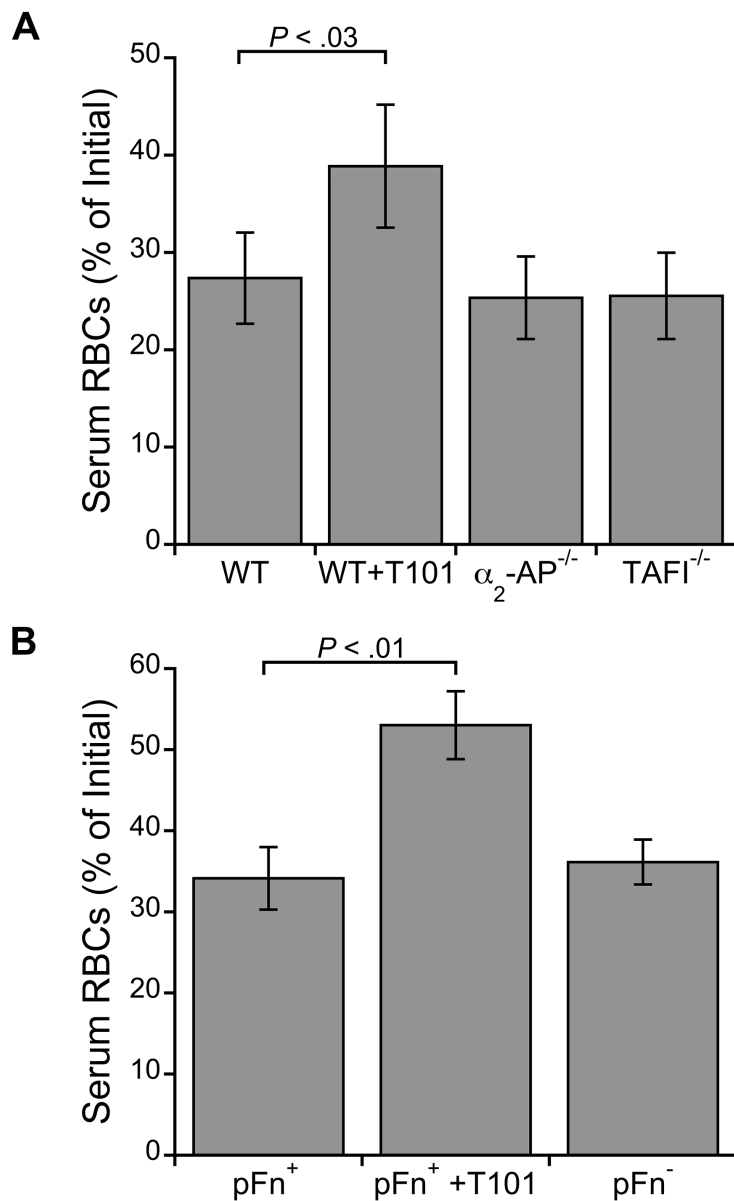 A
P < .03
Serum RBCs (% of Initial)
50
40
30
20
10
0
WT WT+T101 α₂-AP⁻/⁻ TAFI⁻/⁻
B
P < .01
Serum RBCs (% of Initial)
60
50
40
30
20
10
0
pFn⁺ pFn⁺ +T101 pFn⁻